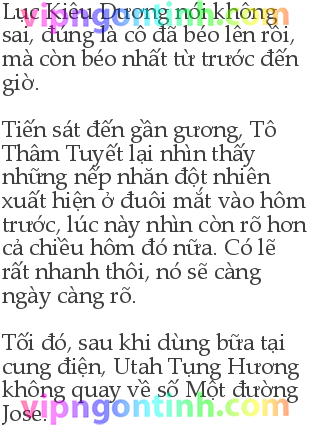 Lục Kiêu Dương nói không
sai, đúng là cô đã béo lên rồi,
mà còn béo nhất từ trước đến
giờ.
Tiến sát đến gần gương, Tô
Thâm Tuyết lại nhìn thấy
những nếp nhăn đột nhiên
xuất hiện ở đuôi mắt vào hôm
trước, lúc này nhìn còn rõ hơn
cả chiều hôm đó nữa. Có lẽ
rất nhanh thôi, nó sẽ càng
ngày càng rõ.
Tối đó, sau khi dùng bữa tại
cung điện, Utah Tụng Hương
không quay về số Một đường
Jose.
vipngontinh.com
vipngontinh.com